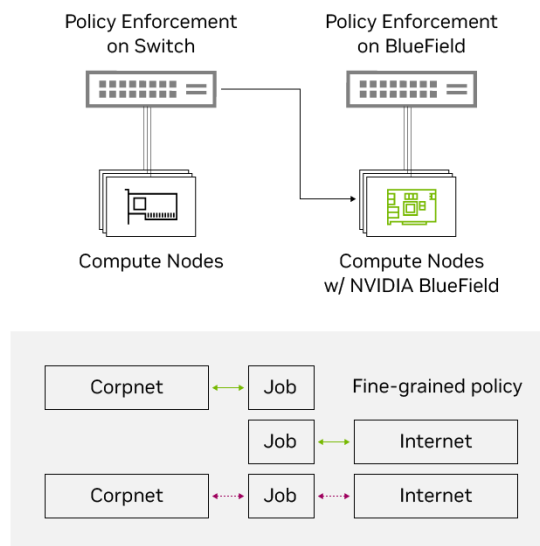 Policy Enforcement
on Switch
Policy Enforcement
on BlueField
Compute Nodes
Compute Nodes
w/ NVIDIA BlueField
Corpnet
Job
Fine-grained policy
Job
Internet
Corpnet
Job
Internet